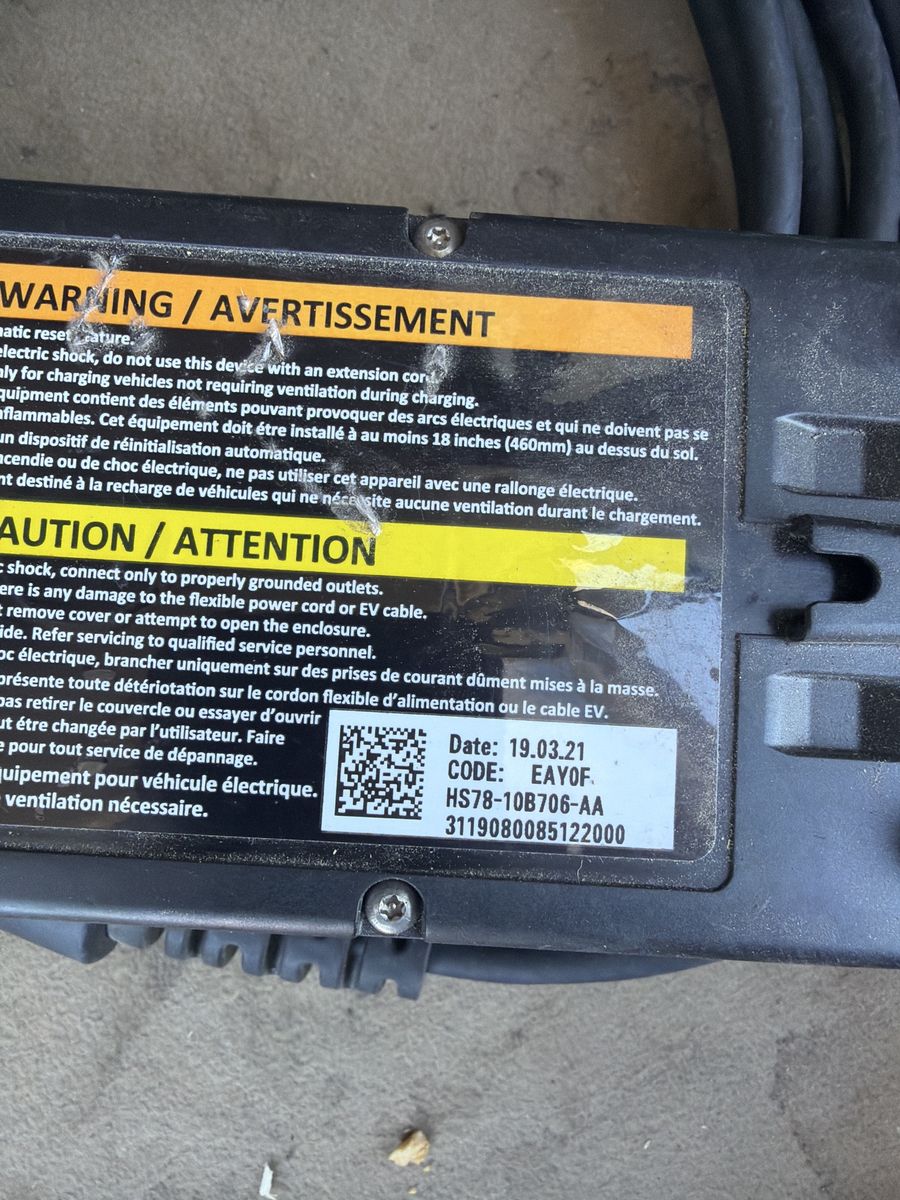 WARNING / AVERTISSEMENT
matic reset feature.
electric shock, do not use this device with an extension cord
nly for charging vehicles not requiring ventilation during charging.
équipement contient des éléments pouvant provoquer des arcs électriques et qui ne doivent pas se
nflammables. Cet équipement doit être installé à au moins 18 inches (460mm) au dessus du sol.
un dispositif de réinitialisation automatique.
ncendie ou de choc électrique, ne pas utiliser cet appareil avec une rallonge électrique.
nt destiné à la recharge de véhicules qui ne nécessite aucune ventilation durant le chargement.
AUTION / ATTENTION
c shock, connect only to properly grounded outlets.
ere is any damage to the flexible power cord or EV cable.
t remove cover or attempt to open the enclosure.
ide. Refer servicing to qualified service personnel.
oc électrique, brancher uniquement sur des prises de courant dûment mises à la masse.
présente toute détériotation sur le cordon flexible d'alimentation ou le cable EV.
pas retirer le couvercle ou essayer d'ouvrir
ut être changée par l'utilisateur. Faire
e pour tout service de dépannage.
quipement pour véhicule électrique.
ventilation nécessaire.
Date: 19.03.21
CODE: EAY0F
HS78-10B706-AA
3119080085122000